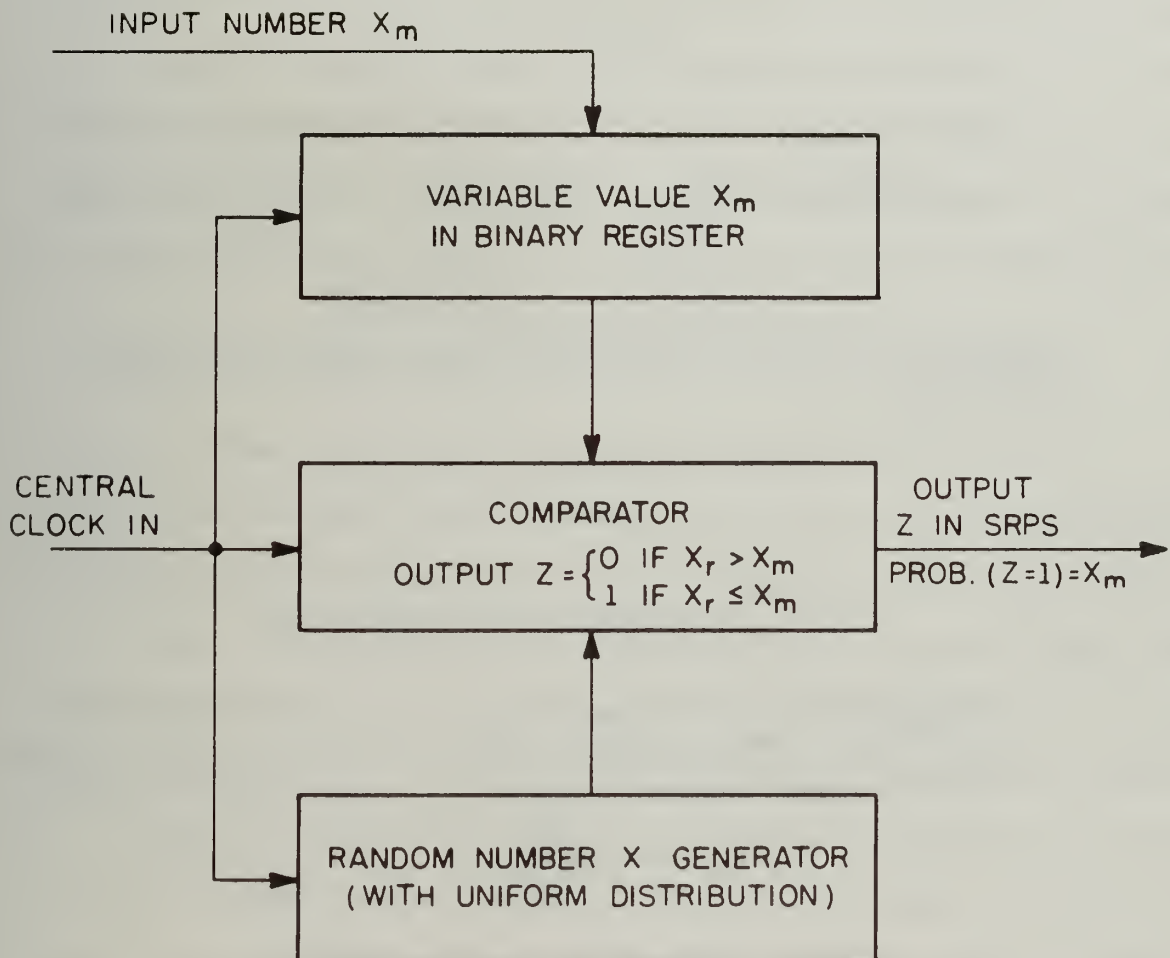 INPUT NUMBER Xm
VARIABLE VALUE Xm
IN BINARY REGISTER
CENTRAL
CLOCK IN
COMPARATOR
OUTPUT Z = { 0 IF Xr > Xm
1 IF Xr ≤ Xm
OUTPUT
Z IN SRPS
PROB. (Z=1) = Xm
RANDOM NUMBER X GENERATOR
(WITH UNIFORM DISTRIBUTION)